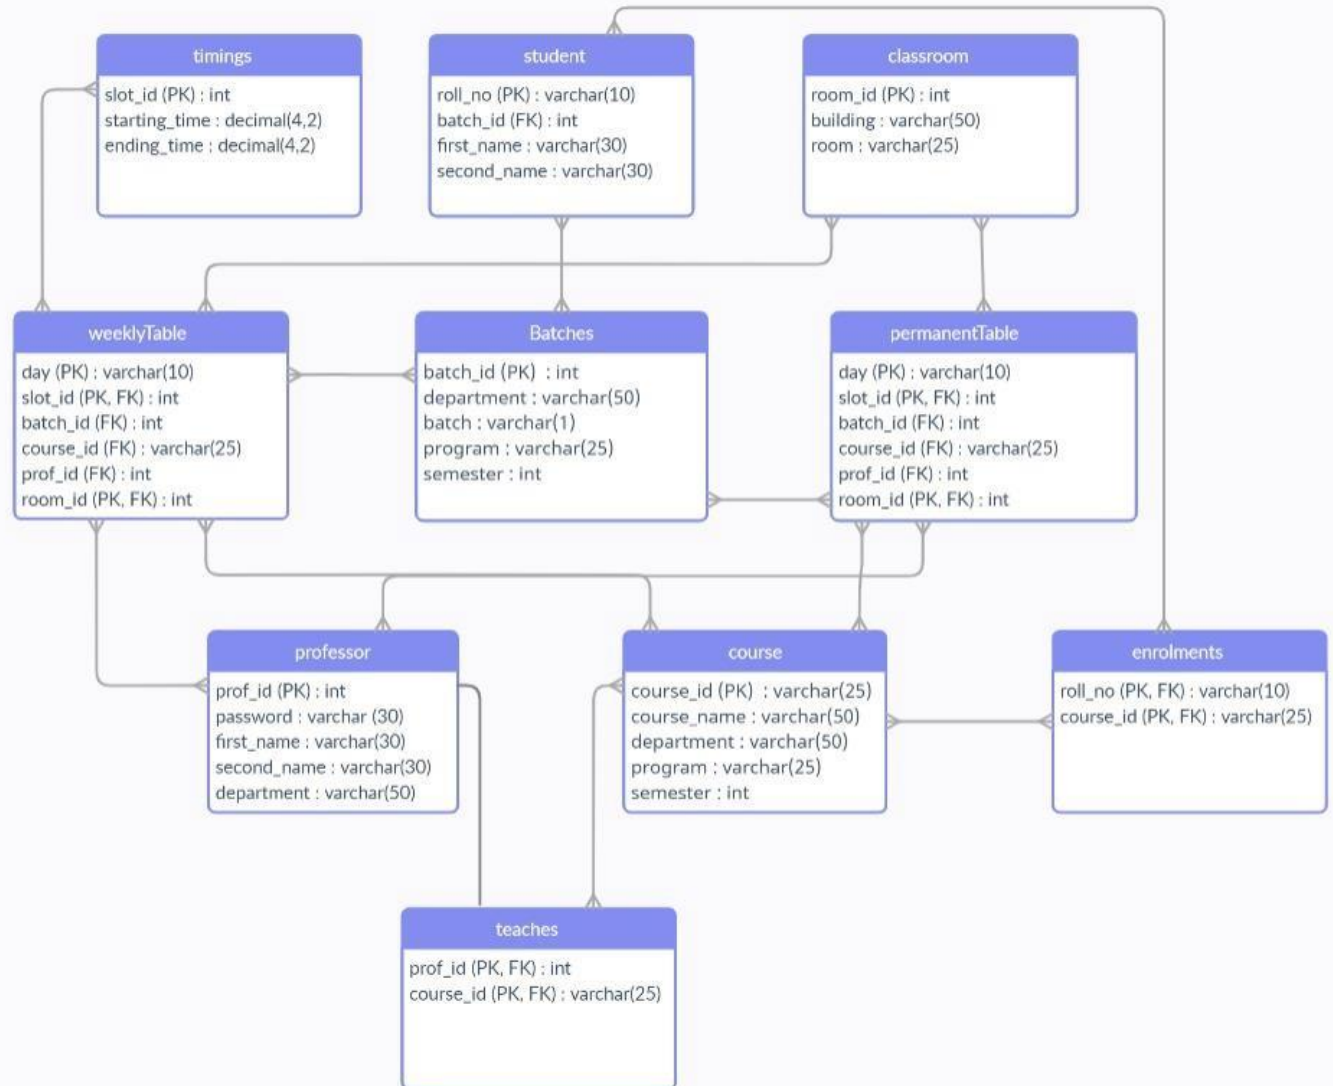 timings
slot_id (PK) : int
starting_time : decimal(4,2)
ending_time : decimal(4,2)
student
roll_no (PK) : varchar(10)
batch_id (FK) : int
first_name : varchar(30)
second_name : varchar(30)
classroom
room_id (PK) : int
building : varchar(50)
room : varchar(25)
weeklyTable
day (PK) : varchar(10)
slot_id (PK, FK) : int
batch_id (FK) : int
course_id (FK) : varchar(25)
prof_id (FK) : int
room_id (PK, FK) : int
Batches
batch_id (PK) : int
department : varchar(50)
batch : varchar(1)
program : varchar(25)
semester : int
permanentTable
day (PK) : varchar(10)
slot_id (PK, FK) : int
batch_id (FK) : int
course_id (FK) : varchar(25)
prof_id (FK) : int
room_id (PK, FK) : int
professor
prof_id (PK) : int
password : varchar (30)
first_name : varchar(30)
second_name : varchar(30)
department : varchar(50)
course
course_id (PK) : varchar(25)
course_name : varchar(50)
department : varchar(50)
program : varchar(25)
semester : int
enrolments
roll_no (PK, FK) : varchar(10)
course_id (PK, FK) : varchar(25)
teaches
prof_id (PK, FK) : int
course_id (PK, FK) : varchar(25)